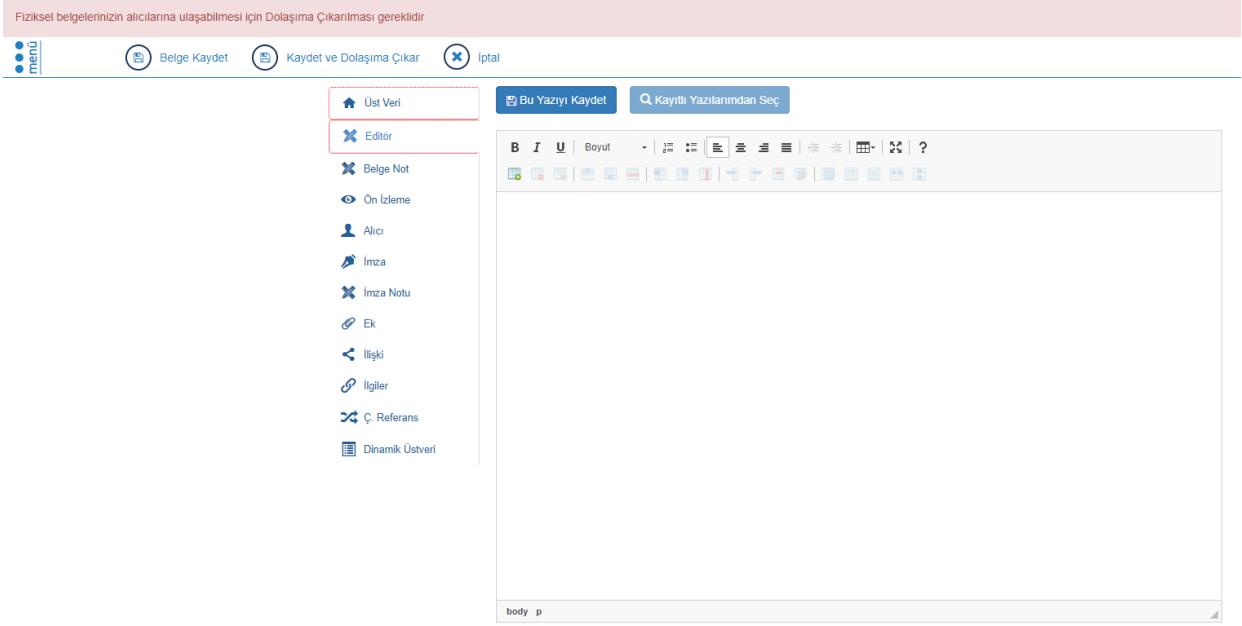 Fiziksel belgelerinizin alıcılarına ulaşabilmesi için Dolaşıma Çıkarılması gereklidir
menü
Belge Kaydet
Kaydet ve Dolaşıma Çıkar
İptal
Üst Veri
Editör
Belge Not
Ön İzleme
Alıcı
İmza
İmza Notu
Ek
İlişki
İlgiler
Ç. Referans
Dinamik Üstveri
Bu Yazıyı Kaydet
Kayıtlı Yazılarımdan Seç
B I U Boyut ?
body p